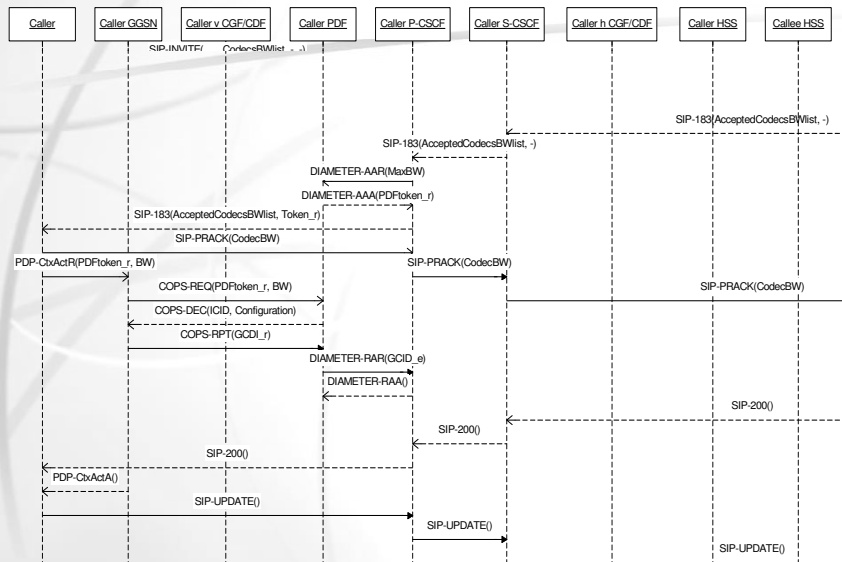 Caller
Caller GGSN
Caller v CGF/CDF
Caller PDF
Caller P-CSCF
Caller S-CSCF
Caller h CGF/CDF
Caller HSS
Callee HSS
SIP-INVITE( CodecsBWlist, -, -)
SIP-183(AcceptedCodecsBWlist, -)
SIP-183(AcceptedCodecsBWlist, -)
DIAMETER-AAR(MaxBW)
DIAMETER-AAA(PDFtoken_r)
SIP-183(AcceptedCodecsBWlist, Token_r)
SIP-PRACK(CodecBW)
PDP-CtxActR(PDFtoken_r, BW)
SIP-PRACK(CodecBW)
COPS-REQ(PDFtoken_r, BW)
SIP-PRACK(CodecBW)
COPS-DEC(ICID, Configuration)
COPS-RPT(GCDI_r)
DIAMETER-RAR(GCID_e)
DIAMETER-RAA()
SIP-200()
SIP-200()
SIP-200()
PDP-CtxActA()
SIP-UPDATE()
SIP-UPDATE()
SIP-UPDATE()